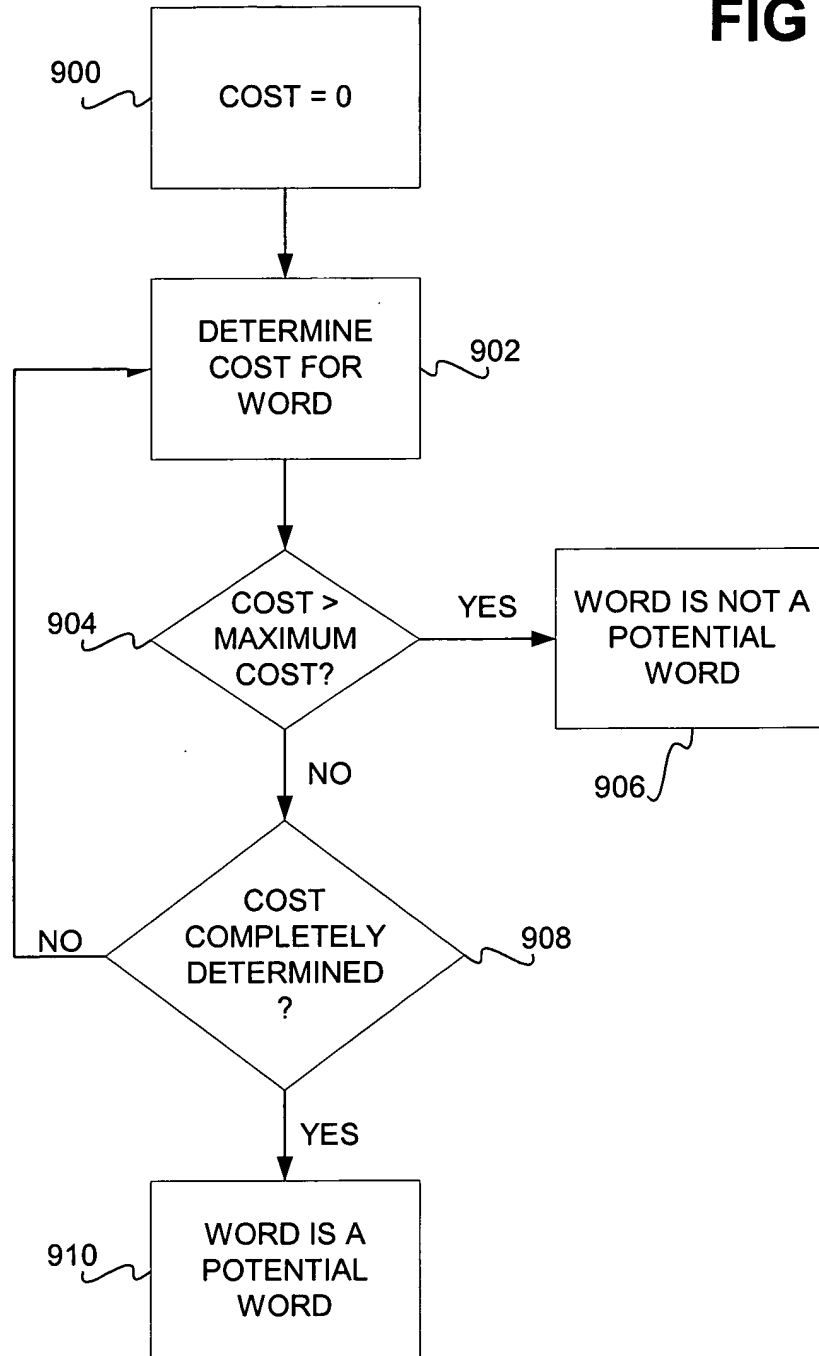 FIG
900
COST = 0
DETERMINE
COST FOR
WORD
902
904
COST >
MAXIMUM
COST?
YES
WORD IS NOT A
POTENTIAL
WORD
906
NO
COST
COMPLETELY
DETERMINED
?
908
NO
YES
910
WORD IS A
POTENTIAL
WORD